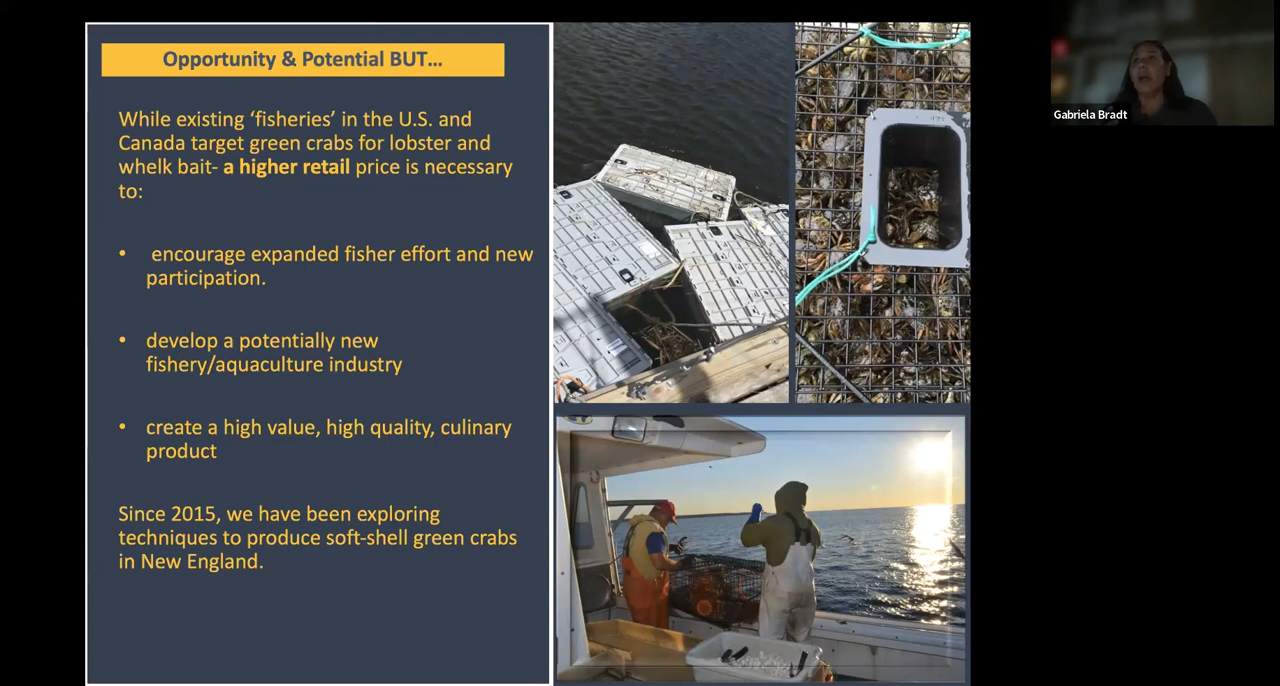 Opportunity & Potential BUT…
While existing ‘fisheries’ in the U.S. and
Canada target green crabs for lobster and
whelk bait- a higher retail price is necessary
to:
• encourage expanded fisher effort and new
participation.
• develop a potentially new
fishery/aquaculture industry
• create a high value, high quality, culinary
product
Since 2015, we have been exploring
techniques to produce soft-shell green crabs
in New England.
Gabriela Bradt